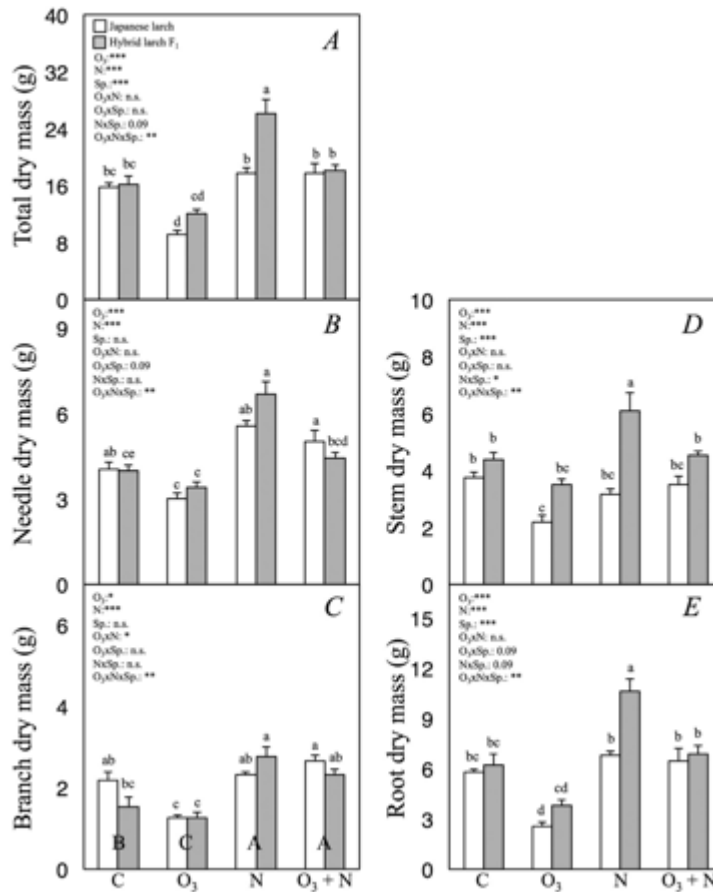 40
32
24
16
8
0
Total dry mass (g)
Japanese larch
Hybrid larch F₁
O₃:***
N:***
Sp.:***
O₃xN: n.s.
O₃xSp.: n.s.
NxSp.: 0.09
O₃xNxSp.: **
A
bc bc d cd b a b b
9
6
3
0
Needle dry mass (g)
O₃:***
N:***
Sp.: n.s.
O₃xN: n.s.
O₃xSp.: 0.09
NxSp.: n.s.
O₃xNxSp.: **
B
ab ce c c ab a a bcd
6
4
2
0
Branch dry mass (g)
O₃:*
N:***
Sp.: n.s.
O₃xN: *
O₃xSp.: n.s.
NxSp.: n.s.
O₃xNxSp.: **
C
ab bc c c ab a a ab
B C A A
C O₃ N O₃ + N
10
8
6
4
2
0
Stem dry mass (g)
O₃:***
N:***
Sp.: ***
O₃xN: n.s.
O₃xSp.: n.s.
NxSp.: *
O₃xNxSp.: **
D
b b c bc bc a bc b
15
12
9
6
3
0
Root dry mass (g)
O₃:***
N:***
Sp.: ***
O₃xN: n.s.
O₃xSp.: 0.09
NxSp.: 0.09
O₃xNxSp.: **
E
bc bc d cd b a b b
C O₃ N O₃ + N